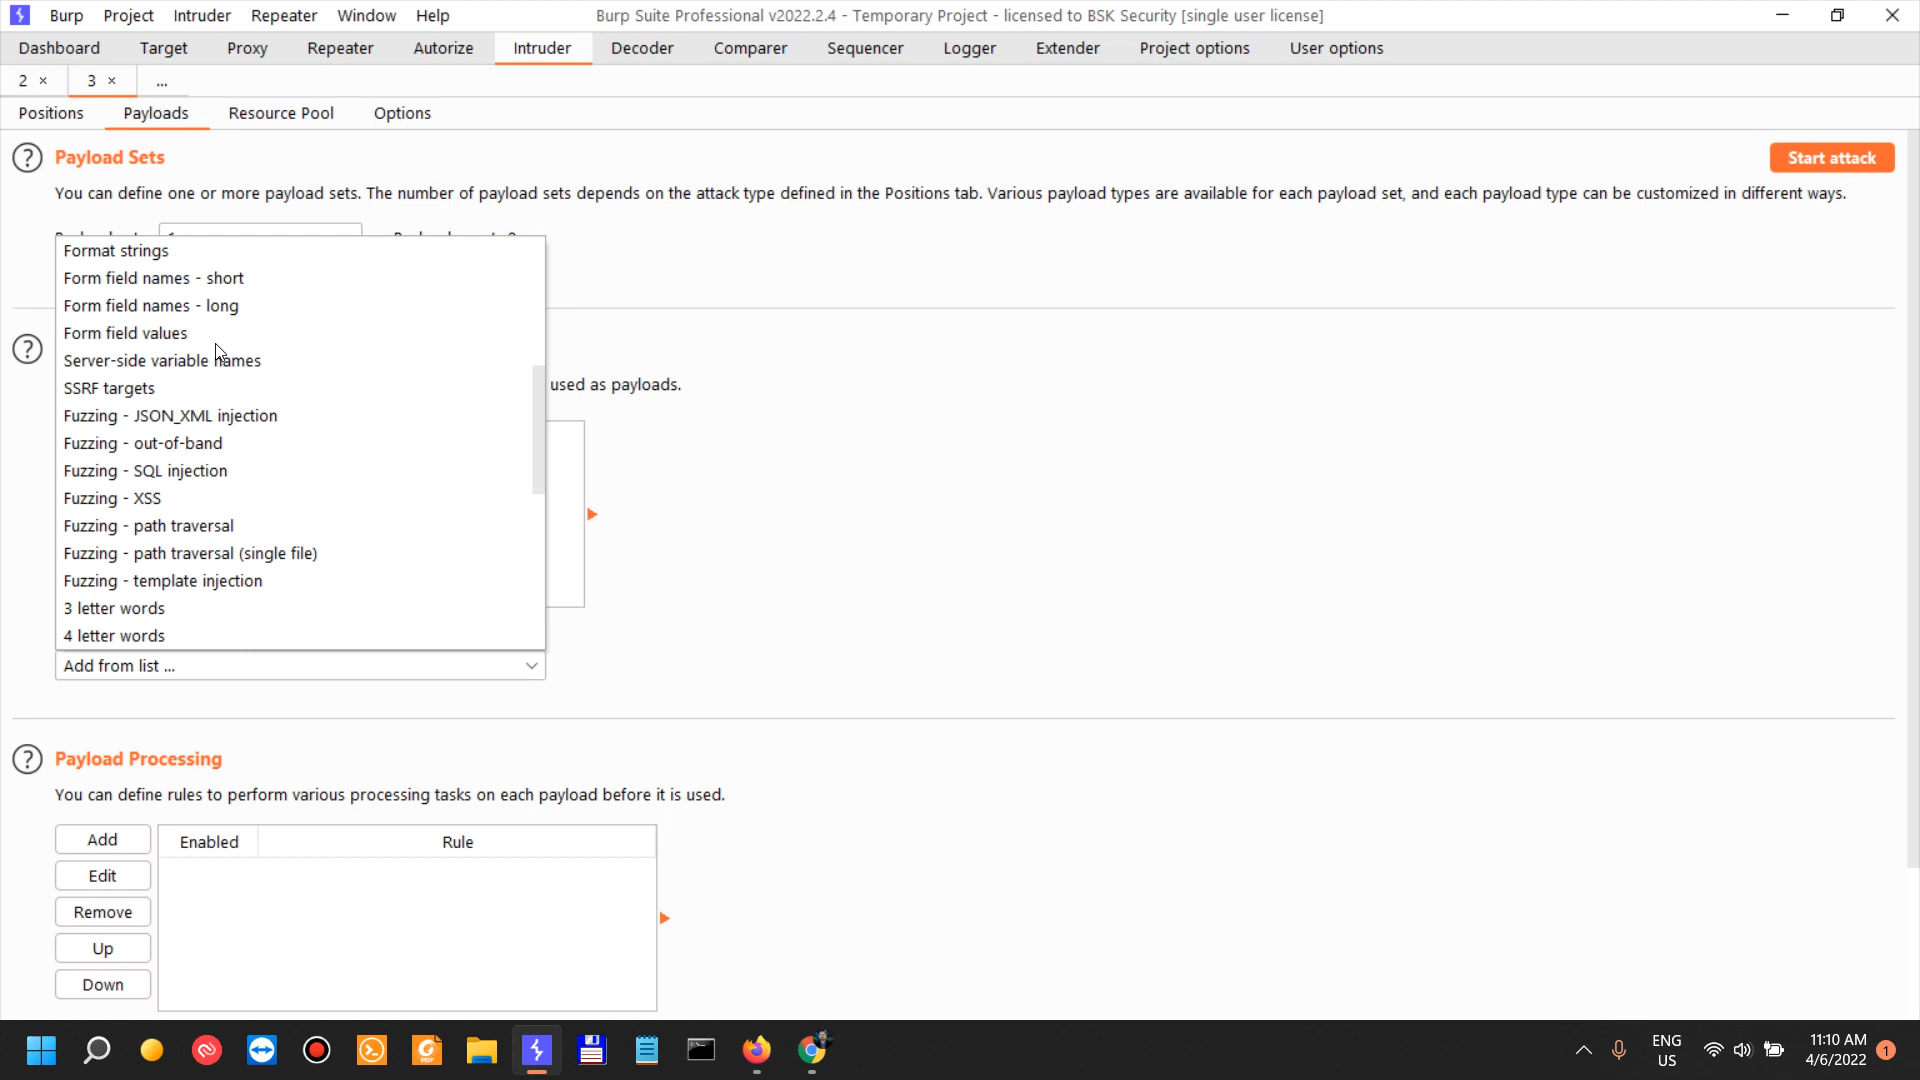 Burp Project Intruder Repeater Window Help Burp Suite Professional v2022.2.4 - Temporary Project - licensed to BSK Security [single user license]
Dashboard Target Proxy Repeater Autorize Intruder Decoder Comparer Sequencer Logger Extender Project options User options
2 × 3 × ...
Positions Payloads Resource Pool Options
? Payload Sets Start attack
You can define one or more payload sets. The number of payload sets depends on the attack type defined in the Positions tab. Various payload types are available for each payload set, and each payload type can be customized in different ways.
Format strings
Form field names - short
Form field names - long
Form field values
?
Server-side variable names
used as payloads.
SSRF targets
Fuzzing - JSON_XML injection
Fuzzing - out-of-band
Fuzzing - SQL injection
Fuzzing - XSS
Fuzzing - path traversal
Fuzzing - path traversal (single file)
Fuzzing - template injection
3 letter words
4 letter words
Add from list ...
? Payload Processing
You can define rules to perform various processing tasks on each payload before it is used.
Add Enabled Rule
Edit
Remove
Up
Down
ENG
US
11:10 AM
4/6/2022
1